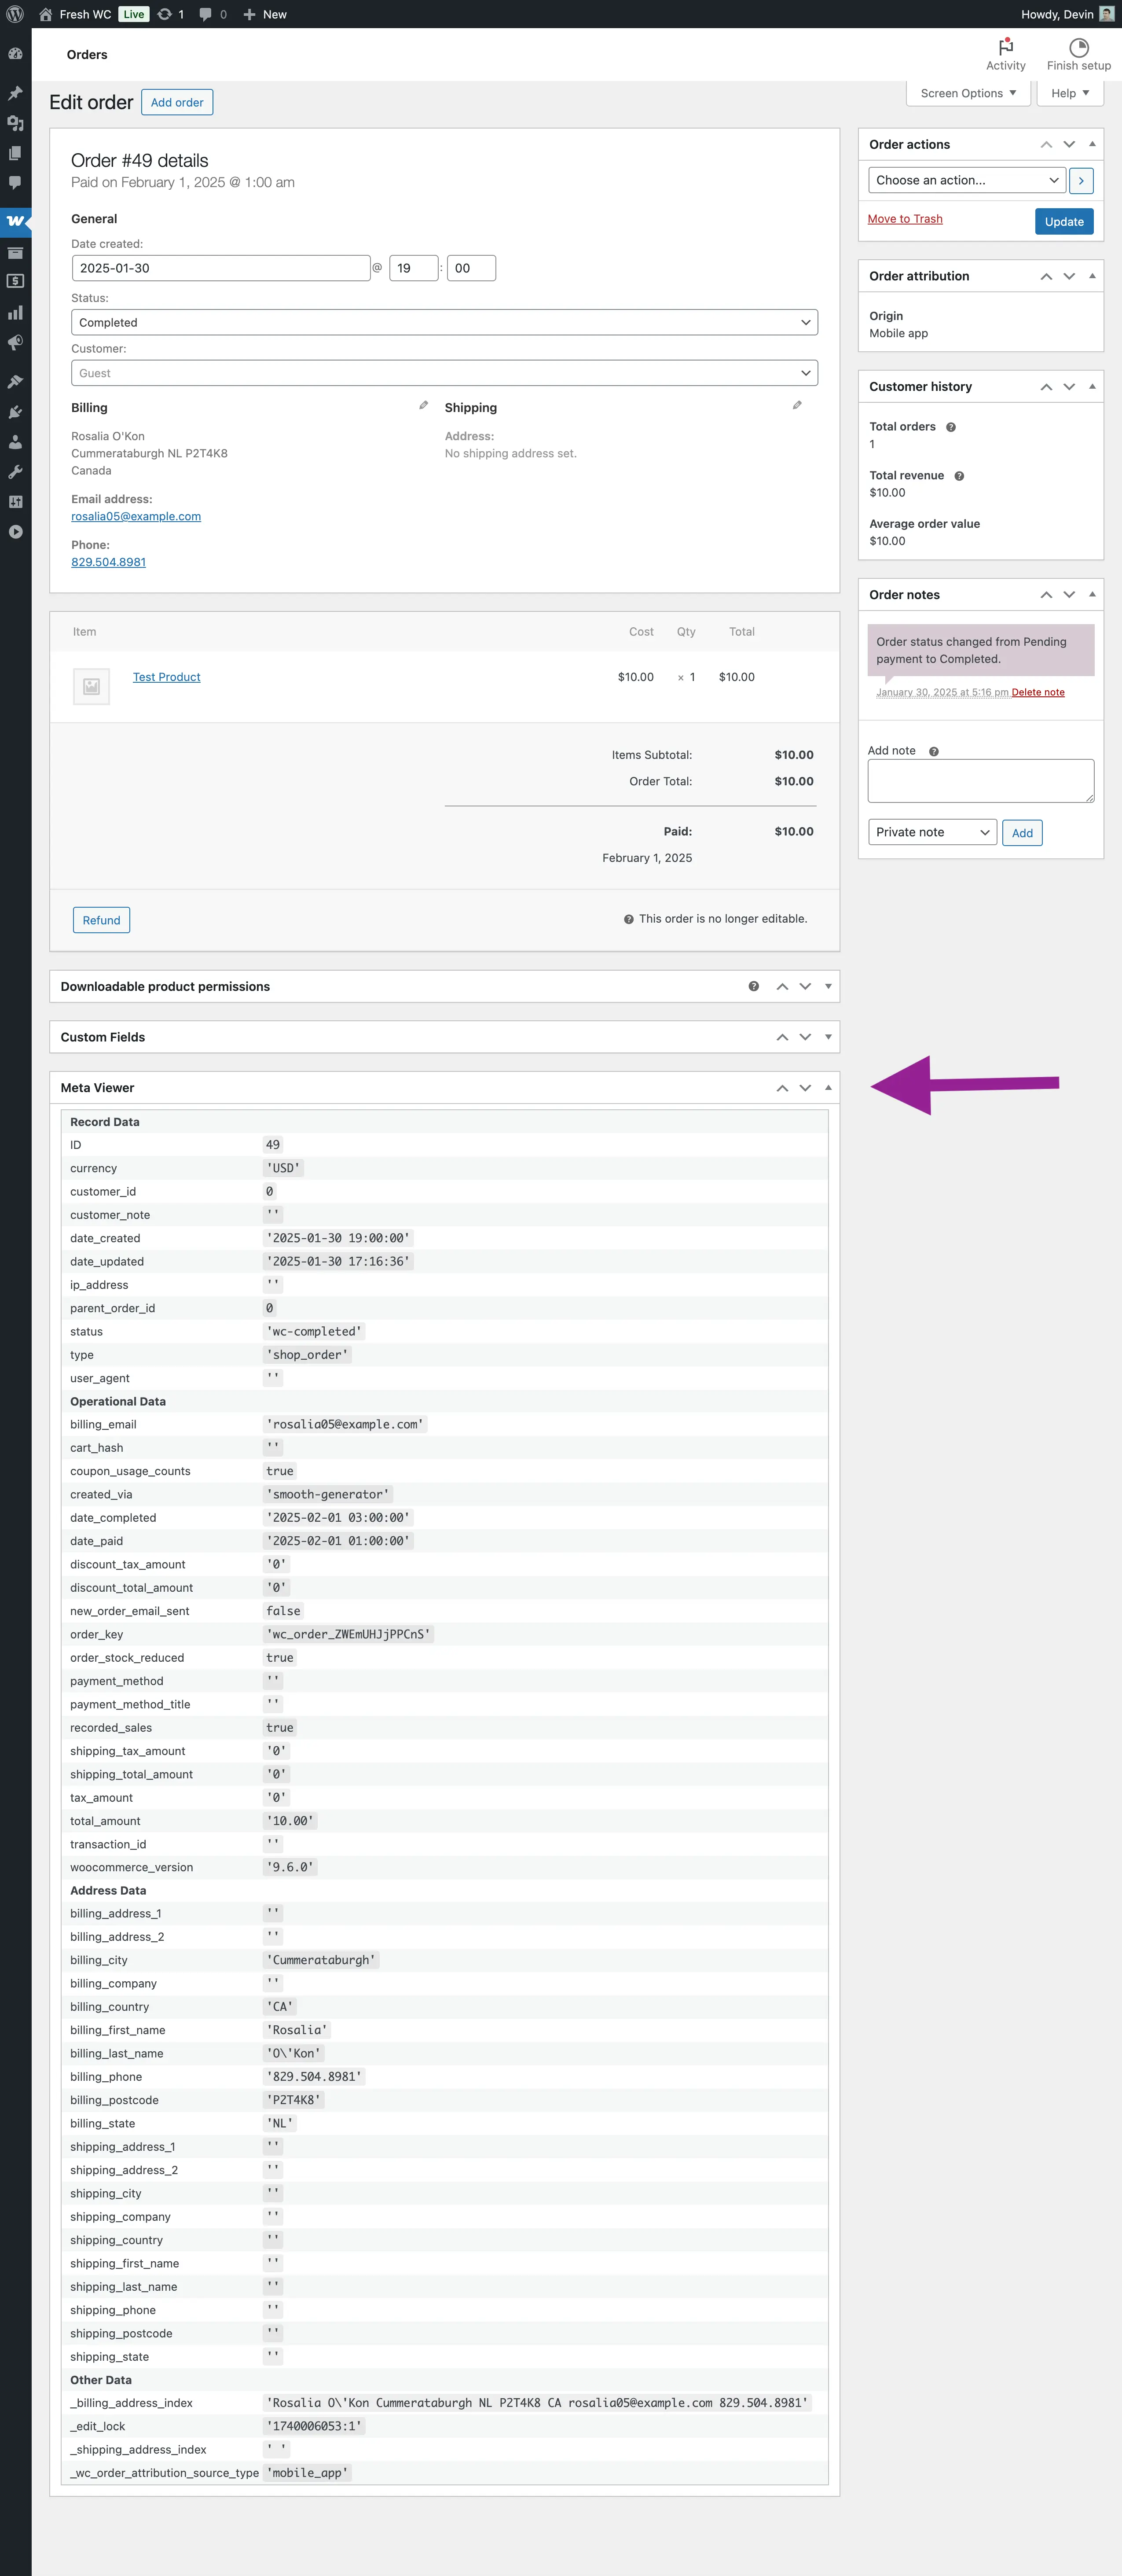 Fresh WC Live 1 0 New Howdy, Devin
Orders
Activity Finish setup
Edit order Add order Screen Options Help
Order #49 details
Paid on February 1, 2025 @ 1:00 am
General
Date created:
2025-01-30 @ 19 : 00
Status:
Completed
Customer:
Guest
Billing Shipping
Rosalia O'Kon
Cummerataburgh NL P2T4K8
Canada
Address:
No shipping address set.
Email address:
rosalia05@example.com
Phone:
829.504.8981
Item Cost Qty Total
Test Product $10.00 × 1 $10.00
Items Subtotal: $10.00
Order Total: $10.00
Paid: $10.00
February 1, 2025
Refund This order is no longer editable.
Downloadable product permissions
Custom Fields
Meta Viewer
Record Data
ID 49
currency 'USD'
customer_id 0
customer_note ''
date_created '2025-01-30 19:00:00'
date_updated '2025-01-30 17:16:36'
ip_address ''
parent_order_id 0
status 'wc-completed'
type 'shop_order'
user_agent ''
Operational Data
billing_email 'rosalia05@example.com'
cart_hash ''
coupon_usage_counts true
created_via 'smooth-generator'
date_completed '2025-02-01 03:00:00'
date_paid '2025-02-01 01:00:00'
discount_tax_amount '0'
discount_total_amount '0'
new_order_email_sent false
order_key 'wc_order_ZWEmUHJjPPCnS'
order_stock_reduced true
payment_method ''
payment_method_title ''
recorded_sales true
shipping_tax_amount '0'
shipping_total_amount '0'
tax_amount '0'
total_amount '10.00'
transaction_id ''
woocommerce_version '9.6.0'
Address Data
billing_address_1 ''
billing_address_2 ''
billing_city 'Cummerataburgh'
billing_company ''
billing_country 'CA'
billing_first_name 'Rosalia'
billing_last_name 'O\'Kon'
billing_phone '829.504.8981'
billing_postcode 'P2T4K8'
billing_state 'NL'
shipping_address_1 ''
shipping_address_2 ''
shipping_city ''
shipping_company ''
shipping_country ''
shipping_first_name ''
shipping_last_name ''
shipping_phone ''
shipping_postcode ''
shipping_state ''
Other Data
_billing_address_index 'Rosalia O\'Kon Cummerataburgh NL P2T4K8 CA rosalia05@example.com 829.504.8981'
_edit_lock '1740006053:1'
_shipping_address_index ' '
_wc_order_attribution_source_type 'mobile_app'
Order actions
Choose an action...
Move to Trash Update
Order attribution
Origin
Mobile app
Customer history
Total orders
1
Total revenue
$10.00
Average order value
$10.00
Order notes
Order status changed from Pending
payment to Completed.
January 30, 2025 at 5:16 pm Delete note
Add note
Private note Add